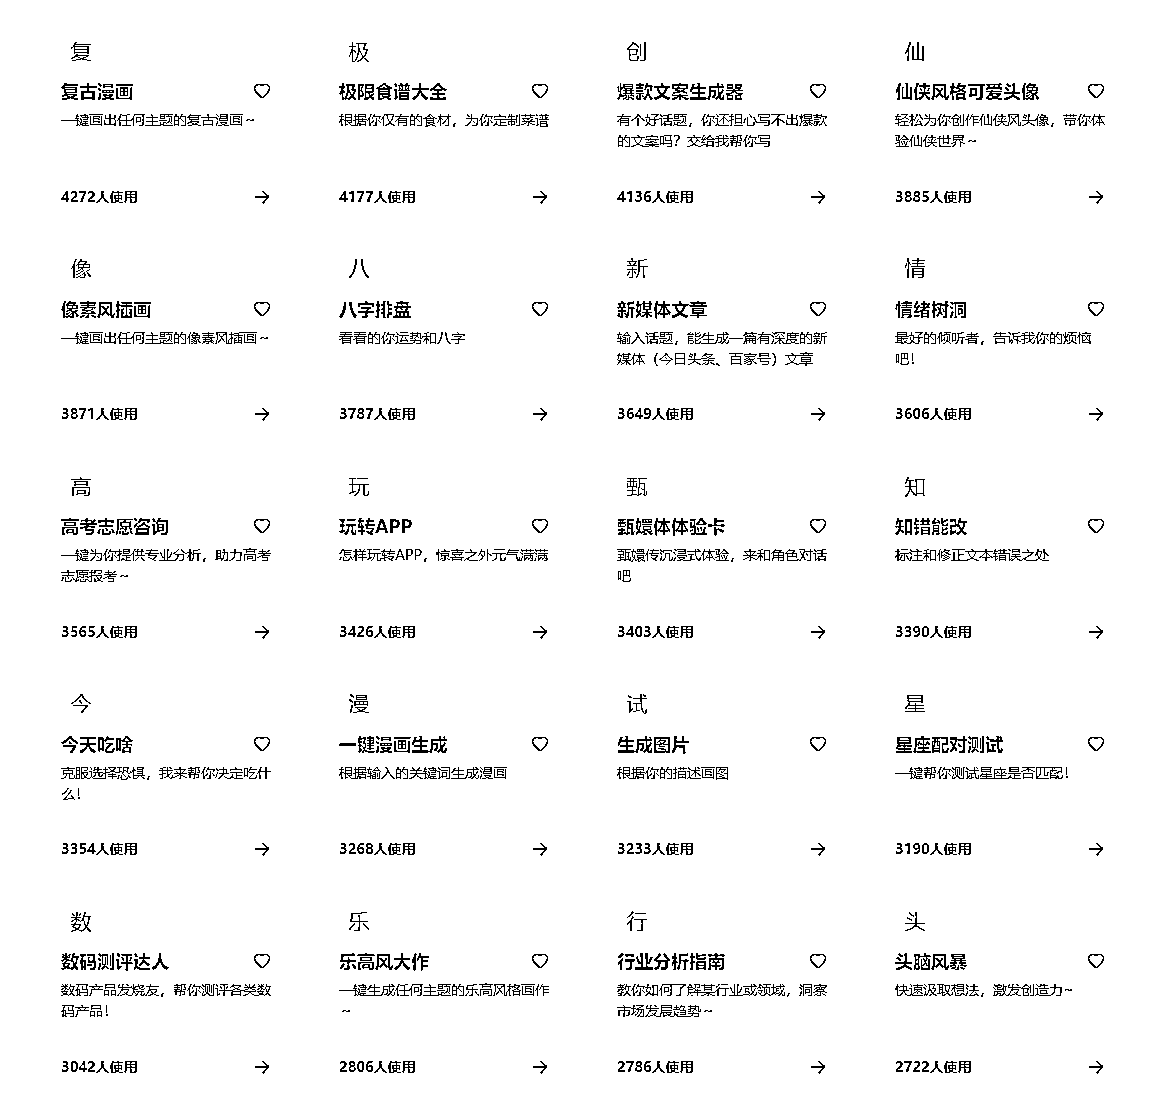 复
复古漫画
一键画出任何主题的复古漫画~
4272人使用
极
极限食谱大全
根据你仅有的食材，为你定制菜谱
4177人使用
创
爆款文案生成器
有个好话题，你还担心写不出爆款
的文案吗？交给我帮你写
4136人使用
仙
仙侠风格可爱头像
轻松为你创作仙侠风头像，带你体
验仙侠世界~
3885人使用
像
像素风插画
一键画出任何主题的像素风插画~
3871人使用
八
八字排盘
看看的你运势和八字
3787人使用
新
新媒体文章
输入话题，能生成一篇有深度的新
媒体（今日头条、百家号）文章
3649人使用
情
情绪树洞
最好的倾听者，告诉我你的烦恼
吧！
3606人使用
高
高考志愿咨询
一键为你提供专业分析，助力高考
志愿报考~
3565人使用
玩
玩转APP
怎样玩转APP，惊喜之外元气满满
3426人使用
甄
甄嬛体体验卡
甄嬛传沉浸式体验，来和角色对话
吧
3403人使用
知
知错能改
标注和修正文本错误之处
3390人使用
今
今天吃啥
克服选择恐惧，我来帮你决定吃什
么！
3354人使用
漫
一键漫画生成
根据输入的关键词生成漫画
3268人使用
试
生成图片
根据你的描述画图
3233人使用
星
星座配对测试
一键帮你测试星座是否匹配！
3190人使用
数
数码测评达人
数码产品发烧友，帮你测评各类数
码产品！
3042人使用
乐
乐高风大作
一键生成任何主题的乐高风格画作
~
2806人使用
行
行业分析指南
教你如何了解某行业或领域，洞察
市场发展趋势~
2786人使用
头
头脑风暴
快速汲取想法，激发创造力~
2722人使用